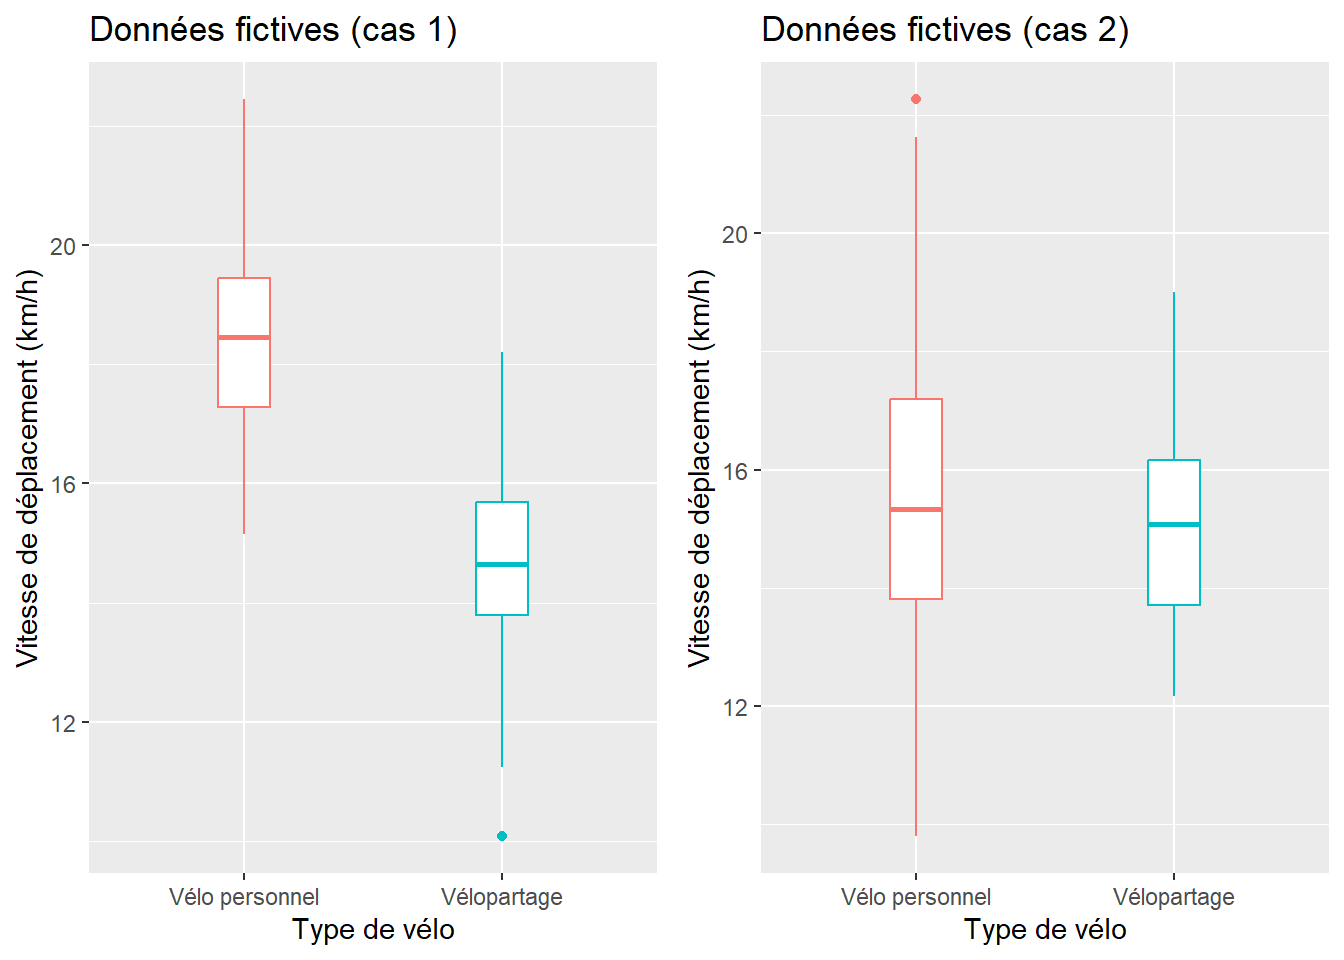 Données fictives (cas 1)
Vitesse de déplacement (km/h)
20
16
12
Vélo personnel
Vélopartage
Type de vélo
Données fictives (cas 2)
Vitesse de déplacement (km/h)
20
16
12
Vélo personnel
Vélopartage
Type de vélo